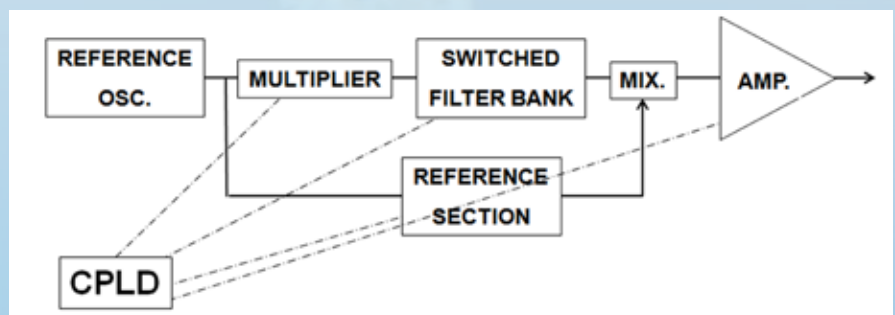 REFERENCE
OSC.
MULTIPLIER
SWITCHED
FILTER BANK
MIX.
AMP.
REFERENCE
SECTION
CPLD